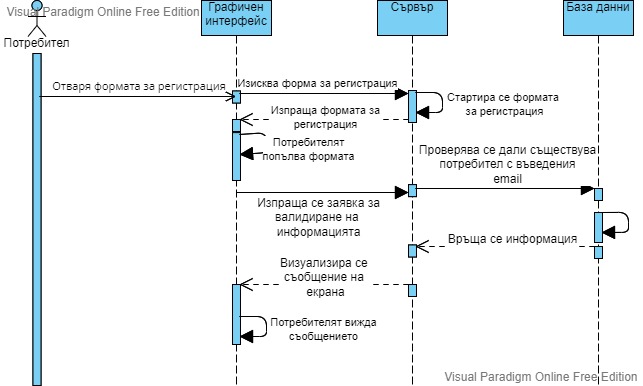 Visual Paradigm Online Free Edition
Потребител
Графичен
интерфейс
Сървър
База данни
Отваря формата за регистрация
Изисква форма за регистрация
Стартира се формата
за регистрация
Изпраща формата за
регистрация
Потребителят
попълва формата
Проверява се дали съществува
потребител с въведения
email
Изпраща се заявка за
валидиране на
информацията
Връща се информация
Визуализира се
съобщение на
екрана
Потребителят вижда
съобщението
Visual Paradigm Online Free Edition